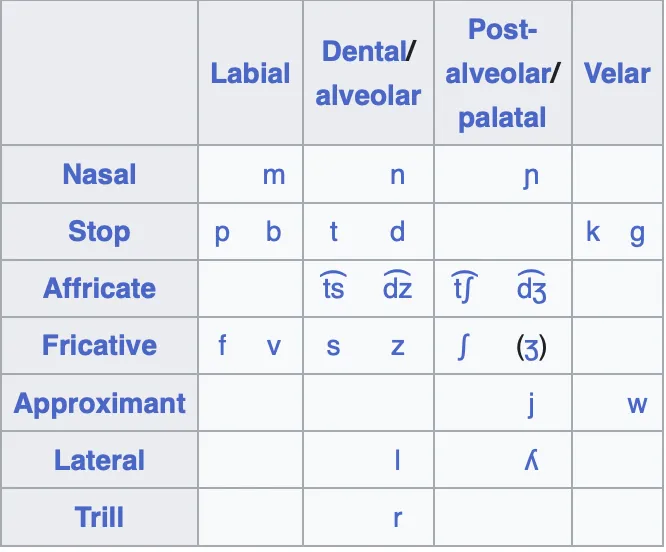 Labial Dental/alveolar Post-alveolar/palatal Velar
Nasal m n ɲ
Stop p b t d k g
Affricate t͡s d͡z t͡ʃ d͡ʒ
Fricative f v s z ʃ (ʒ)
Approximant j w
Lateral l ʎ
Trill r